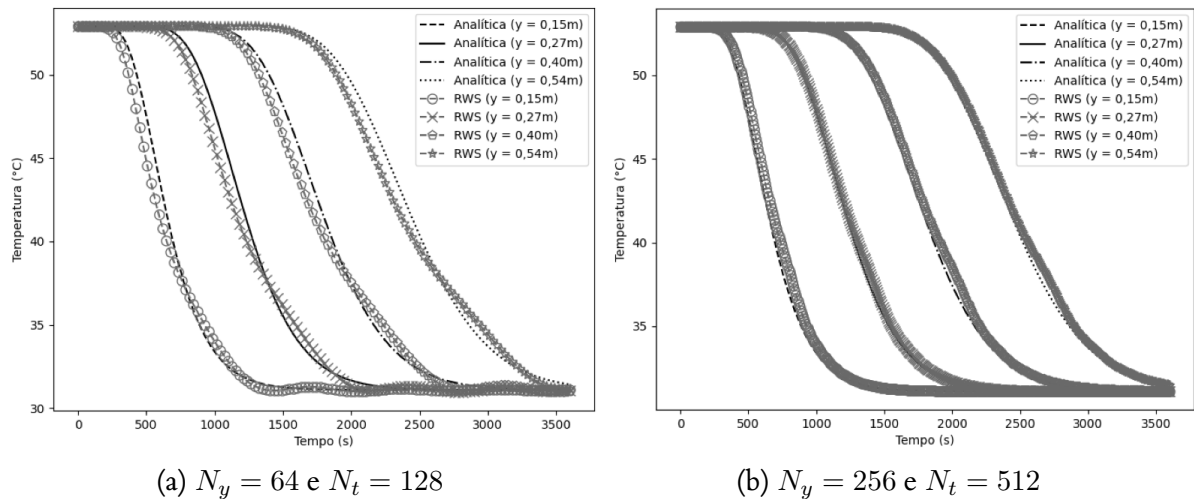 Temperatura (°C)
50
45
40
35
30
0 500 1000 1500 2000 2500 3000 3500
Tempo (s)
Analítica (y = 0,15m)
Analítica (y = 0,27m)
Analítica (y = 0,40m)
Analítica (y = 0,54m)
RWS (y = 0,15m)
RWS (y = 0,27m)
RWS (y = 0,40m)
RWS (y = 0,54m)
(a) N_y = 64 e N_t = 128
Temperatura (°C)
50
45
40
35
0 500 1000 1500 2000 2500 3000 3500
Tempo (s)
Analítica (y = 0,15m)
Analítica (y = 0,27m)
Analítica (y = 0,40m)
Analítica (y = 0,54m)
RWS (y = 0,15m)
RWS (y = 0,27m)
RWS (y = 0,40m)
RWS (y = 0,54m)
(b) N_y = 256 e N_t = 512